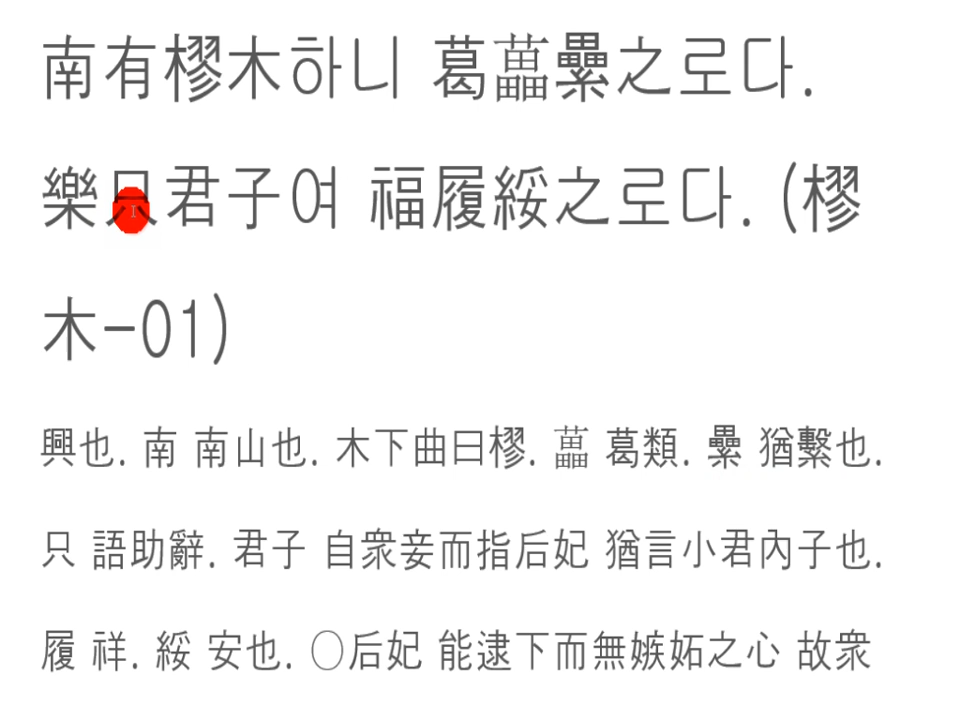 南有樛木하니 葛藟纍之로다.
樂只君子여 福履綏之로다. (樛
木-01)
興也. 南 南山也. 木下曲曰樛. 藟 葛類. 纍 猶繫也.
只 語助辭. 君子 自衆妾而指后妃 猶言小君內子也.
履 祥. 綏 安也. ○后妃 能逮下而無嫉妬之心 故衆